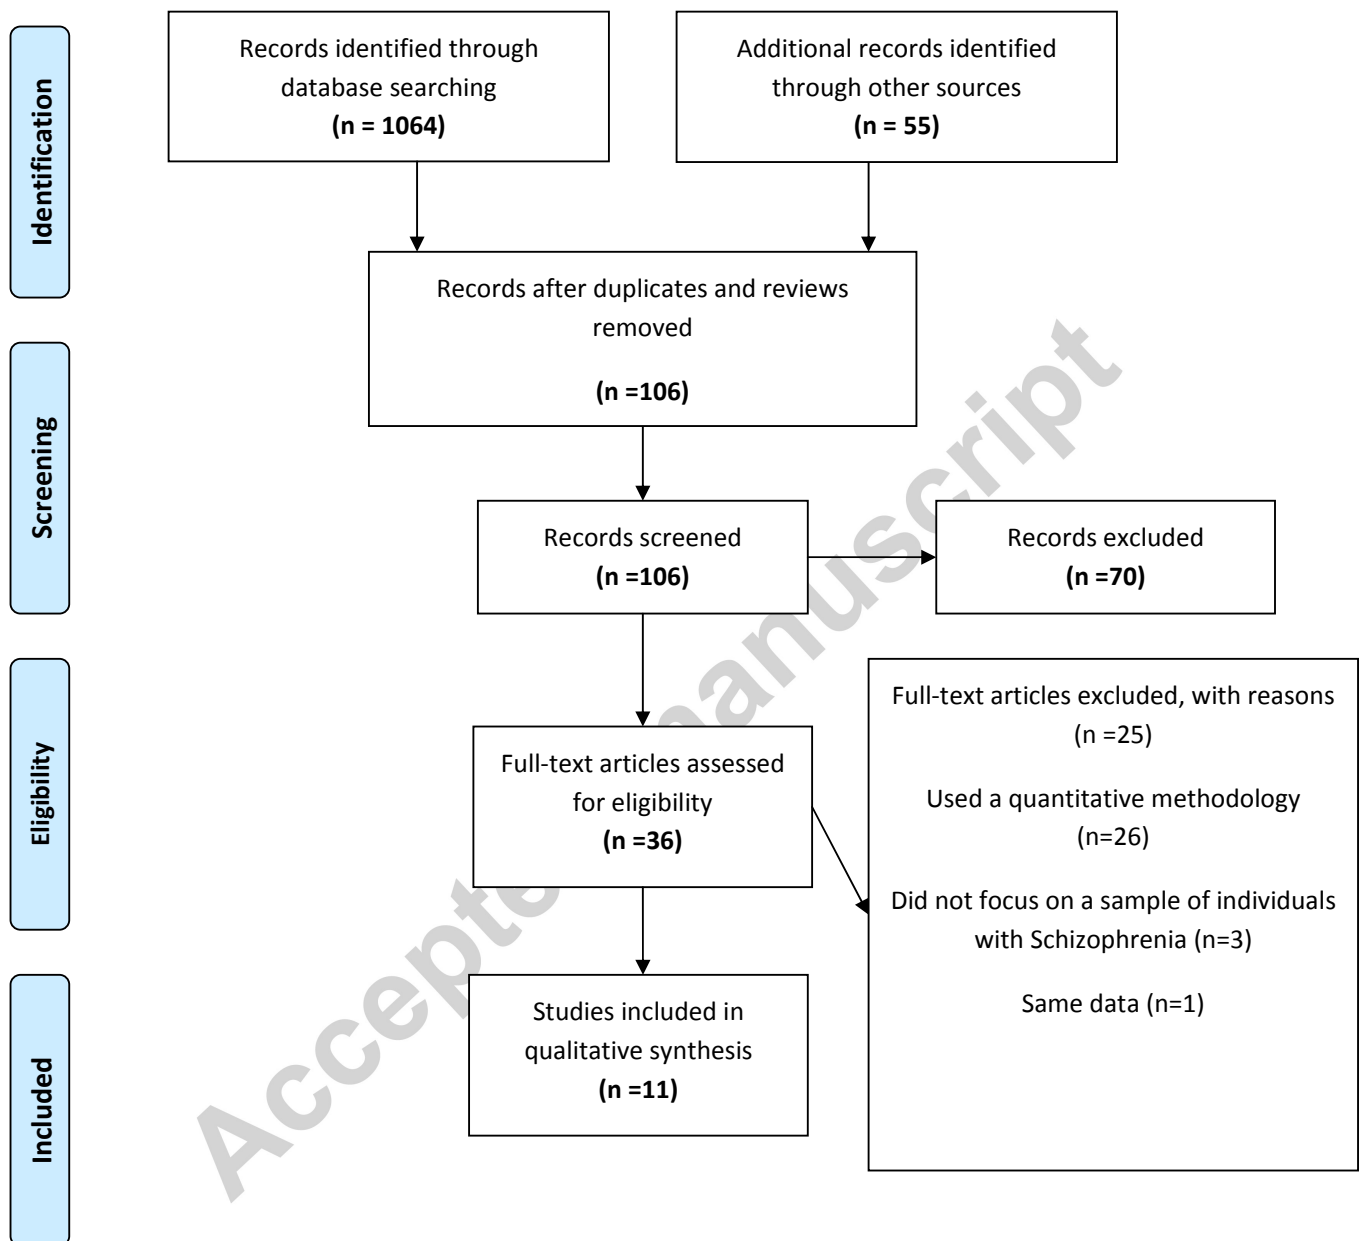 Identification
Records identified through
database searching
(n = 1064)
Additional records identified
through other sources
(n = 55)
Records after duplicates and reviews
removed
(n =106)
Screening
Records screened
(n =106)
Records excluded
(n =70)
Eligibility
Full-text articles assessed
for eligibility
(n =36)
Full-text articles excluded, with reasons
(n =25)
Used a quantitative methodology
(n=26)
Did not focus on a sample of individuals
with Schizophrenia (n=3)
Same data (n=1)
Included
Studies included in
qualitative synthesis
(n =11)
Accepted manuscript